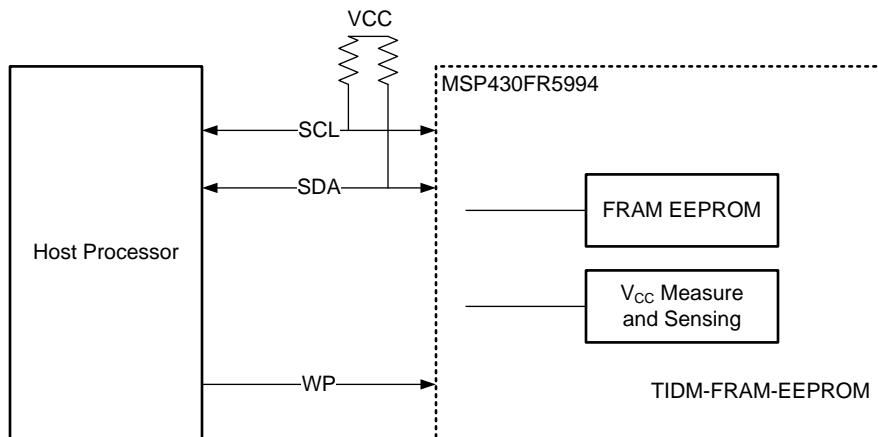 VCC
MSP430FR5994
SCL
SDA
FRAM EEPROM
Host Processor
VCC Measure
and Sensing
WP
TIDM-FRAM-EEPROM